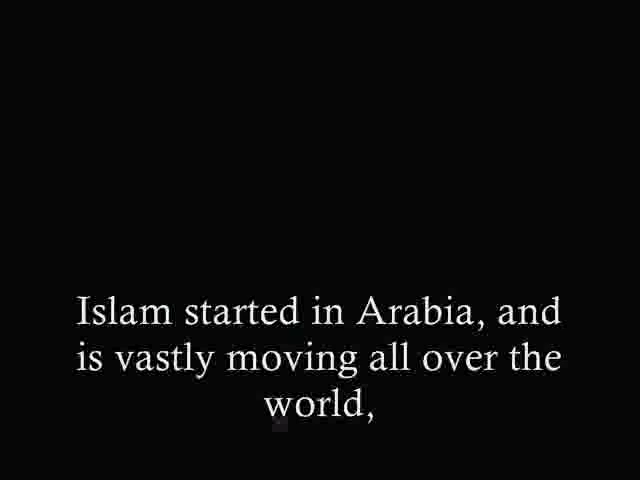 Islam started in Arabia, and
is vastly moving all over the
world,